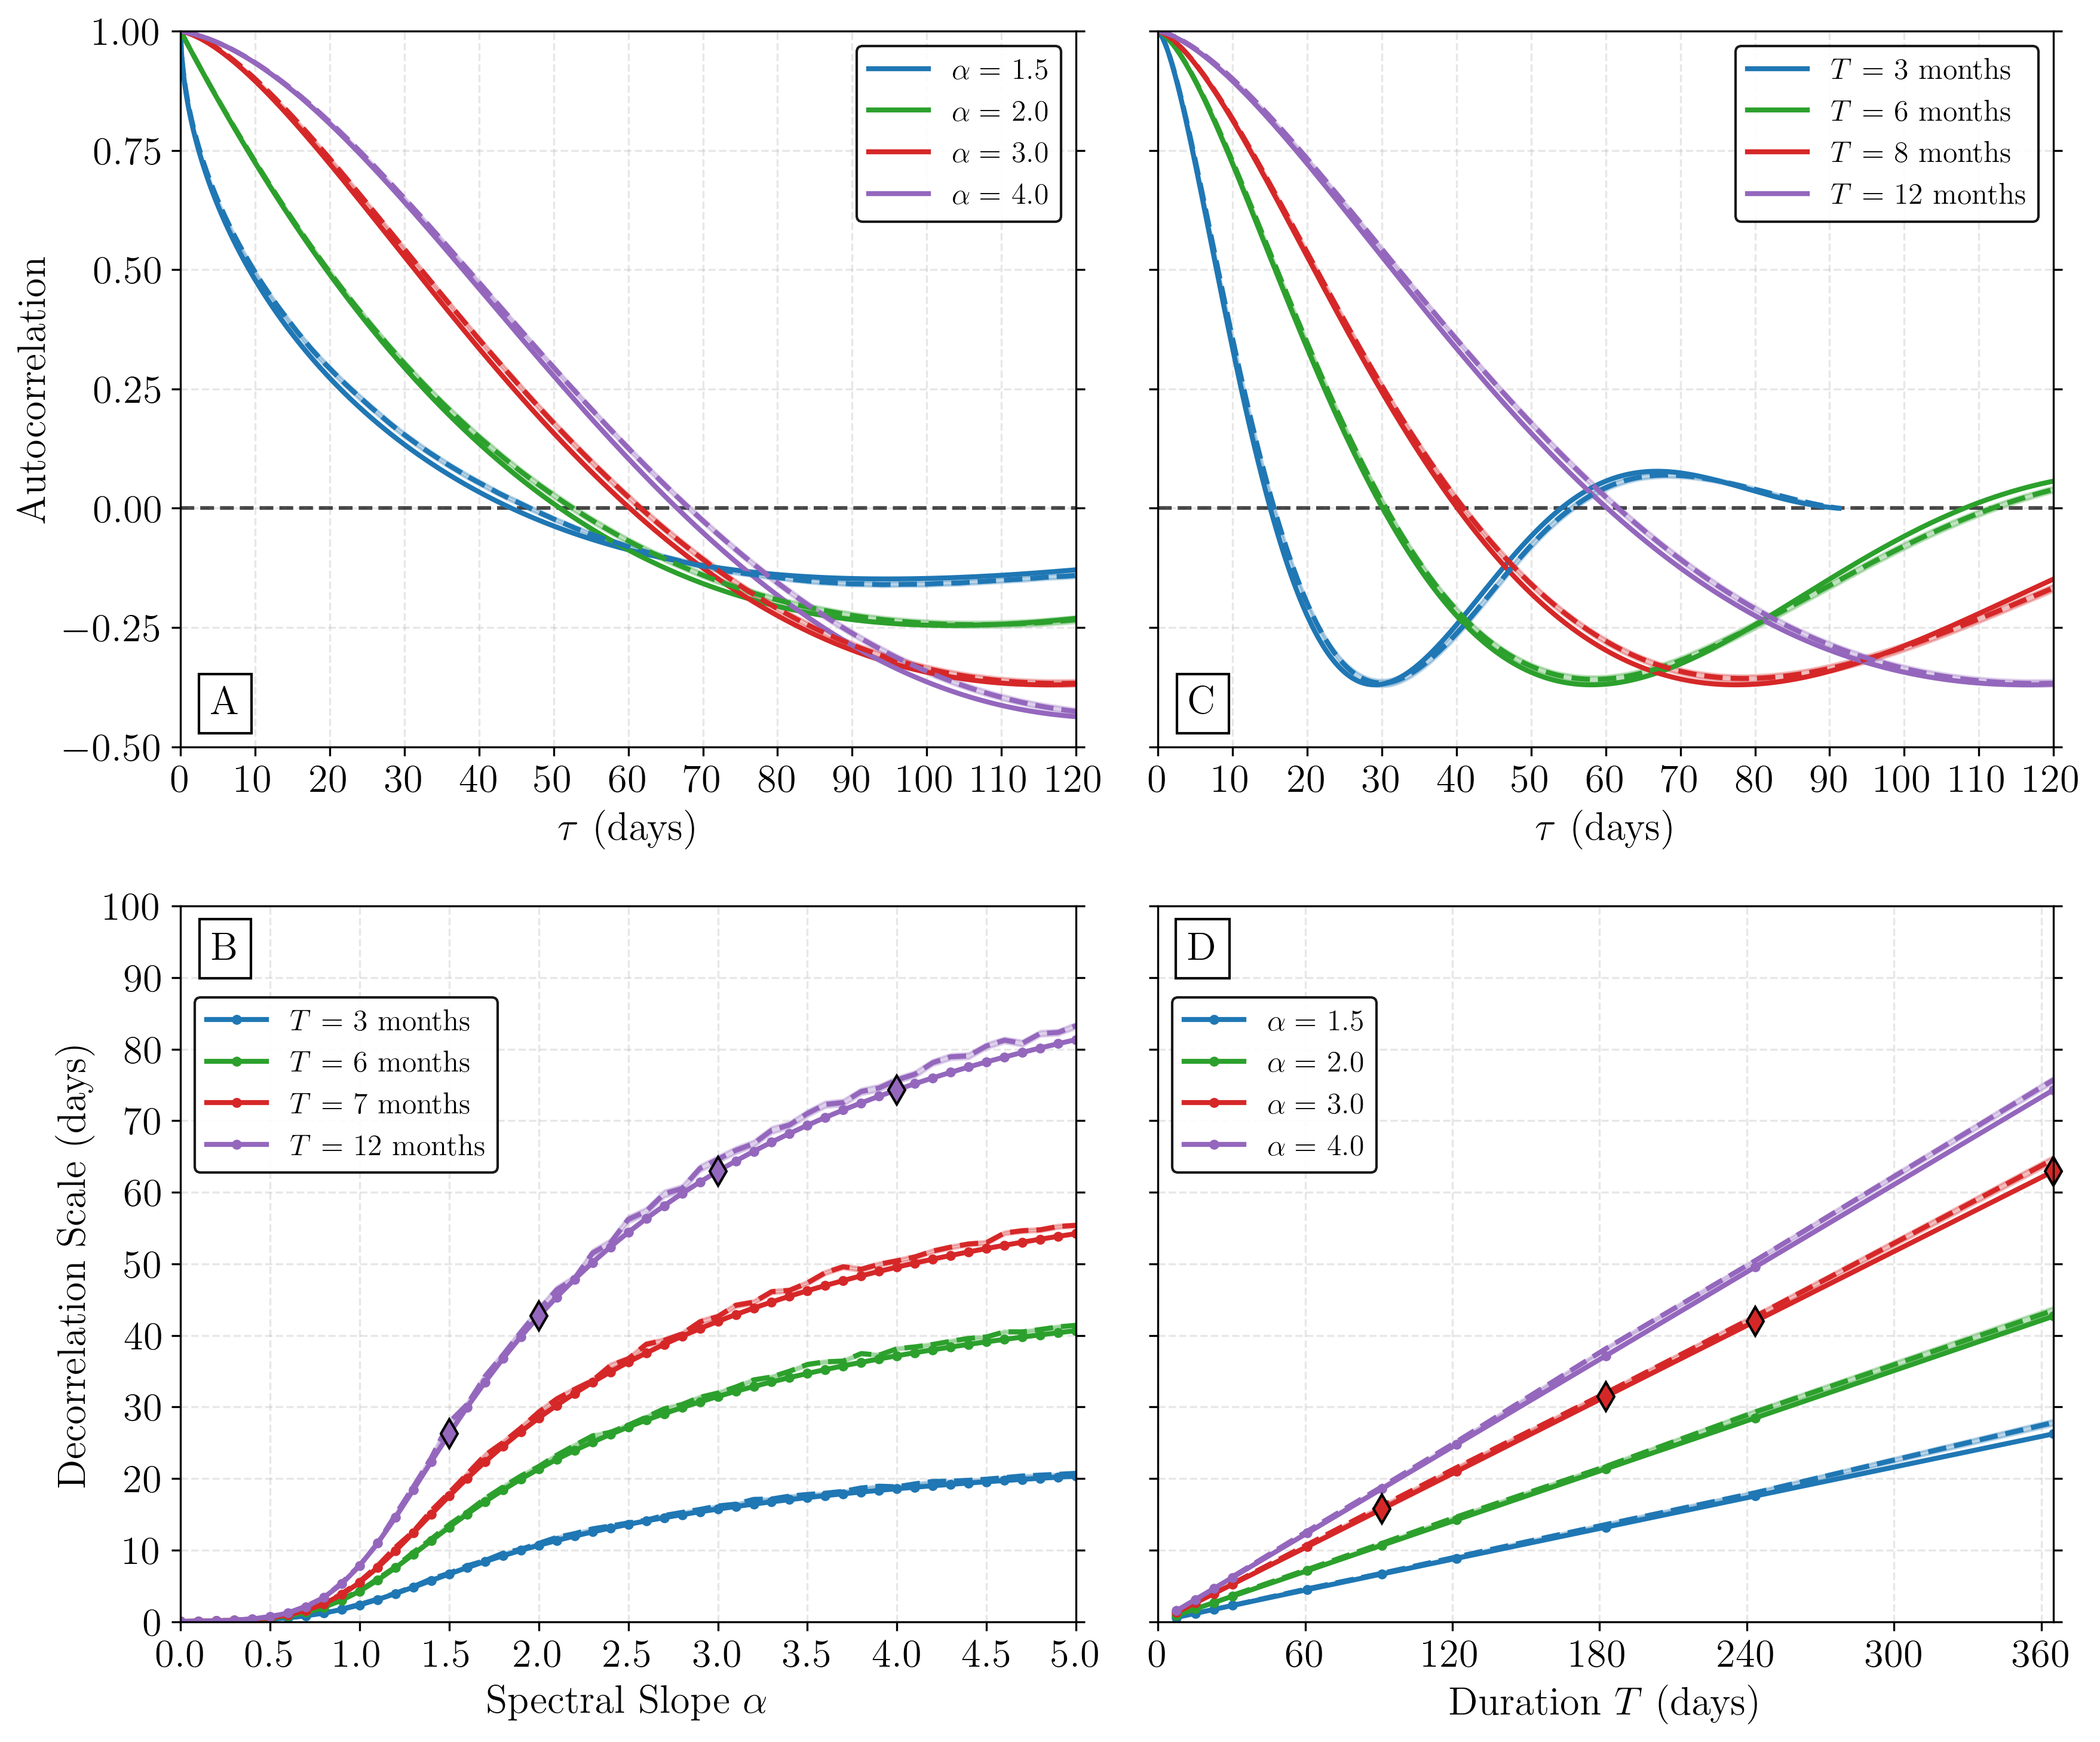 1.00
0.75
0.50
0.25
0.00
−0.25
−0.50
Autocorrelation
α = 1.5
α = 2.0
α = 3.0
α = 4.0
A
0 10 20 30 40 50 60 70 80 90 100 110 120
τ (days)
T = 3 months
T = 6 months
T = 8 months
T = 12 months
C
0 10 20 30 40 50 60 70 80 90 100 110 120
τ (days)
100
90
80
70
60
50
40
30
20
10
0
Decorrelation Scale (days)
B
T = 3 months
T = 6 months
T = 7 months
T = 12 months
0.0 0.5 1.0 1.5 2.0 2.5 3.0 3.5 4.0 4.5 5.0
Spectral Slope α
D
α = 1.5
α = 2.0
α = 3.0
α = 4.0
0 60 120 180 240 300 360
Duration T (days)